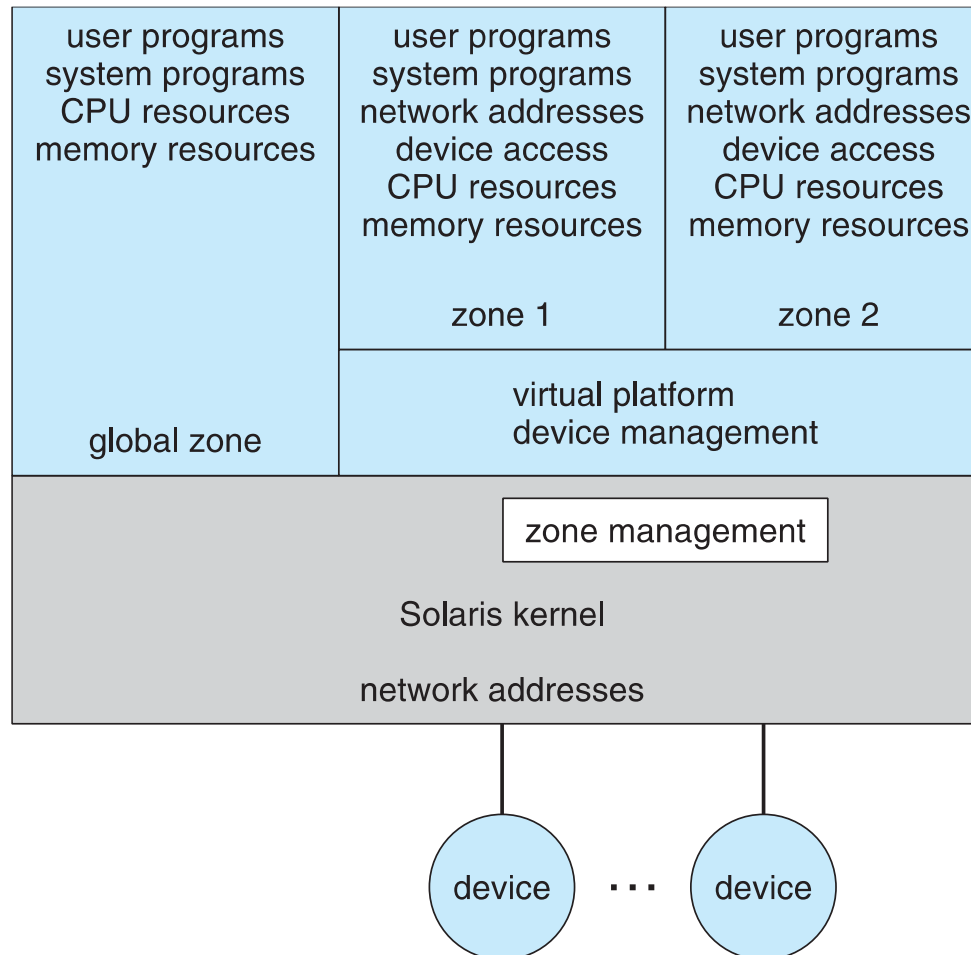 user programs
system programs
CPU resources
memory resources
global zone
user programs
system programs
network addresses
device access
CPU resources
memory resources
zone 1
user programs
system programs
network addresses
device access
CPU resources
memory resources
zone 2
virtual platform
device management
zone management
Solaris kernel
network addresses
device
...
device